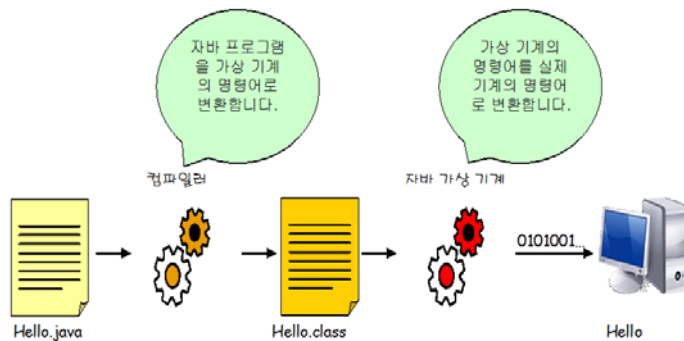 자바 프로그램
을 가상 기계
의 명령어로
변환합니다.
가상 기계의
명령어를 실제
기계의 명령어
로 변환합니다.
컴파일러
자바 가상 기계
0101001...
Hello.java
Hello.class
Hello